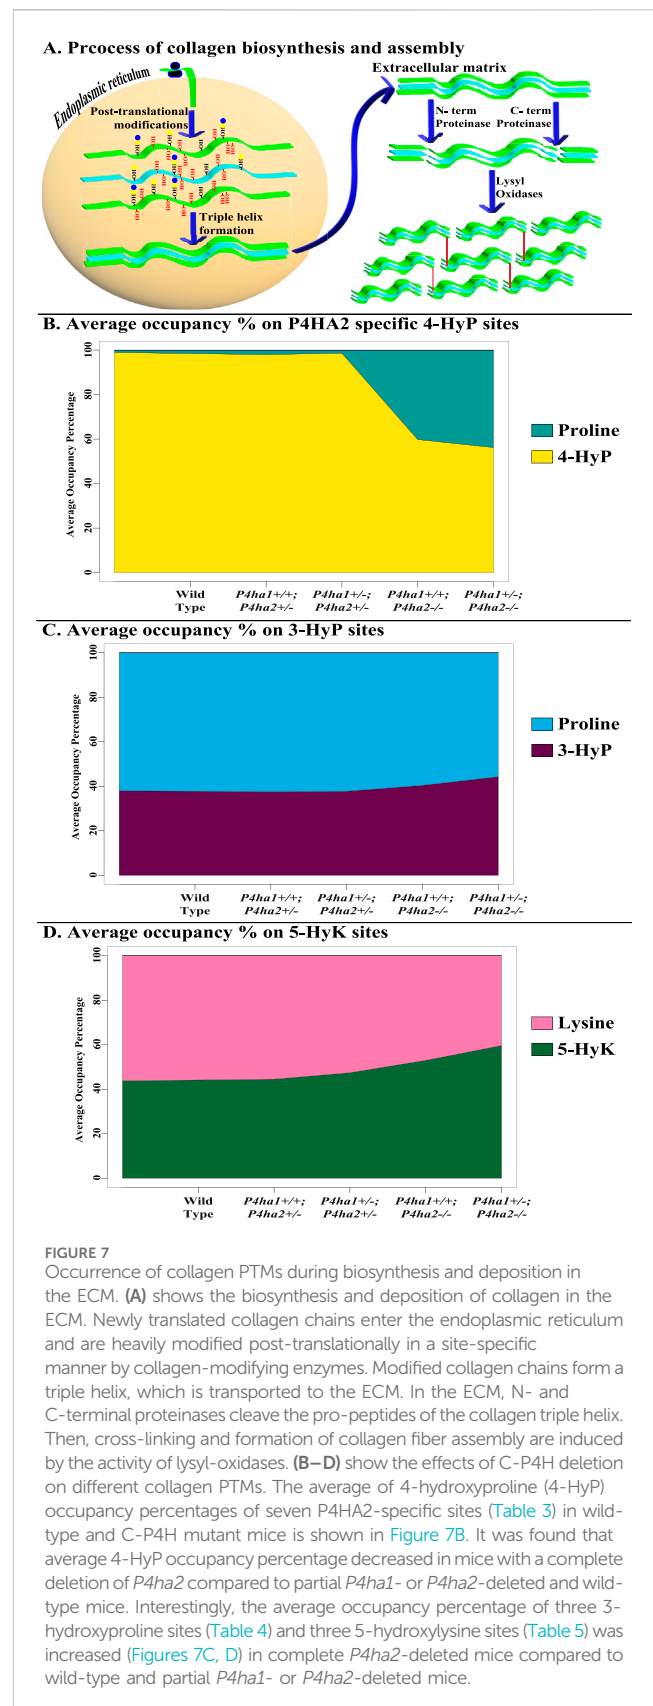 A. Prcocess of collagen biosynthesis and assembly
Endoplasmic reticulum
Post-translational
modifications
Triple helix
formation
Extracellular matrix
N- term
Proteinase
C- term
Proteinase
Lysyl
Oxidases
B. Average occupancy % on P4HA2 specific 4-HyP sites
Average Occupancy Percentage
0 20 40 60 80 100
Proline
4-HyP
Wild P4ha1+/+; P4ha1+/-; P4ha1+/+; P4ha1+/-;
Type P4ha2+/- P4ha2+/- P4ha2-/- P4ha2-/-
C. Average occupancy % on 3-HyP sites
Average Occupancy Percentage
0 20 40 60 80 100
Proline
3-HyP
Wild P4ha1+/+; P4ha1+/-; P4ha1+/+; P4ha1+/-;
Type P4ha2+/- P4ha2+/- P4ha2-/- P4ha2-/-
D. Average occupancy % on 5-HyK sites
Average Occupancy Percentage
0 20 40 60 80 100
Lysine
5-HyK
Wild P4ha1+/+; P4ha1+/-; P4ha1+/+; P4ha1+/-;
Type P4ha2+/- P4ha2+/- P4ha2-/- P4ha2-/-
FIGURE 7
Occurrence of collagen PTMs during biosynthesis and deposition in
the ECM. (A) shows the biosynthesis and deposition of collagen in the
ECM. Newly translated collagen chains enter the endoplasmic reticulum
and are heavily modified post-translationally in a site-specific
manner by collagen-modifying enzymes. Modified collagen chains form a
triple helix, which is transported to the ECM. In the ECM, N- and
C-terminal proteinases cleave the pro-peptides of the collagen triple helix.
Then, cross-linking and formation of collagen fiber assembly are induced
by the activity of lysyl-oxidases. (B–D) show the effects of C-P4H deletion
on different collagen PTMs. The average of 4-hydroxyproline (4-HyP)
occupancy percentages of seven P4HA2-specific sites (Table 3) in wild-
type and C-P4H mutant mice is shown in Figure 7B. It was found that
average 4-HyP occupancy percentage decreased in mice with a complete
deletion of P4ha2 compared to partial P4ha1- or P4ha2-deleted and wild-
type mice. Interestingly, the average occupancy percentage of three 3-
hydroxyproline sites (Table 4) and three 5-hydroxylysine sites (Table 5) was
increased (Figures 7C, D) in complete P4ha2-deleted mice compared to
wild-type and partial P4ha1- or P4ha2-deleted mice.